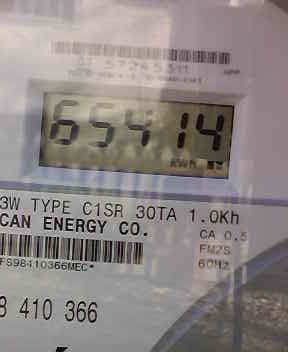 65414
KWH
3W TYPE C1SR 30TA 1.0Kh
CAN ENERGY CO.
CA 0.5
FM2S
60Hz
FS98410366MEC*
8 410 366